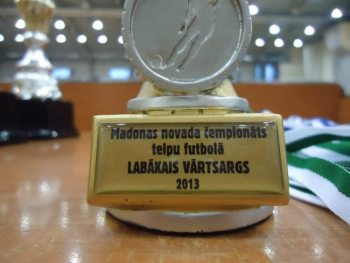 Madonas novada čempionāts
telpu futbolā
LABĀKAIS VĀRTSARGS
2013